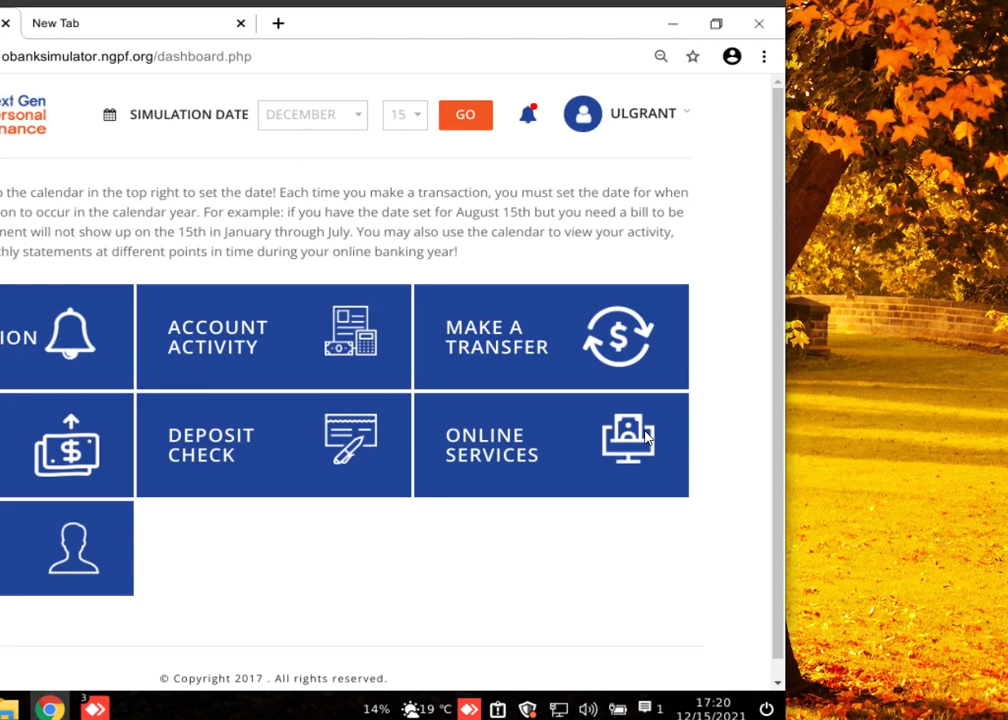 New Tab
obanksimulator.ngpf.org/dashboard.php
ext Gen
ersonal
inance
SIMULATION DATE
DECEMBER
15
GO
ULGRANT
o the calendar in the top right to set the date! Each time you make a transaction, you must set the date for when
on to occur in the calendar year. For example: if you have the date set for August 15th but you need a bill to be
ment will not show up on the 15th in January through July. You may also use the calendar to view your activity,
hly statements at different points in time during your online banking year!
ION
ACCOUNT
ACTIVITY
MAKE A
TRANSFER
DEPOSIT
CHECK
ONLINE
SERVICES
© Copyright 2017 . All rights reserved.
3
14%
19 °C
1
17:20
12/15/2021